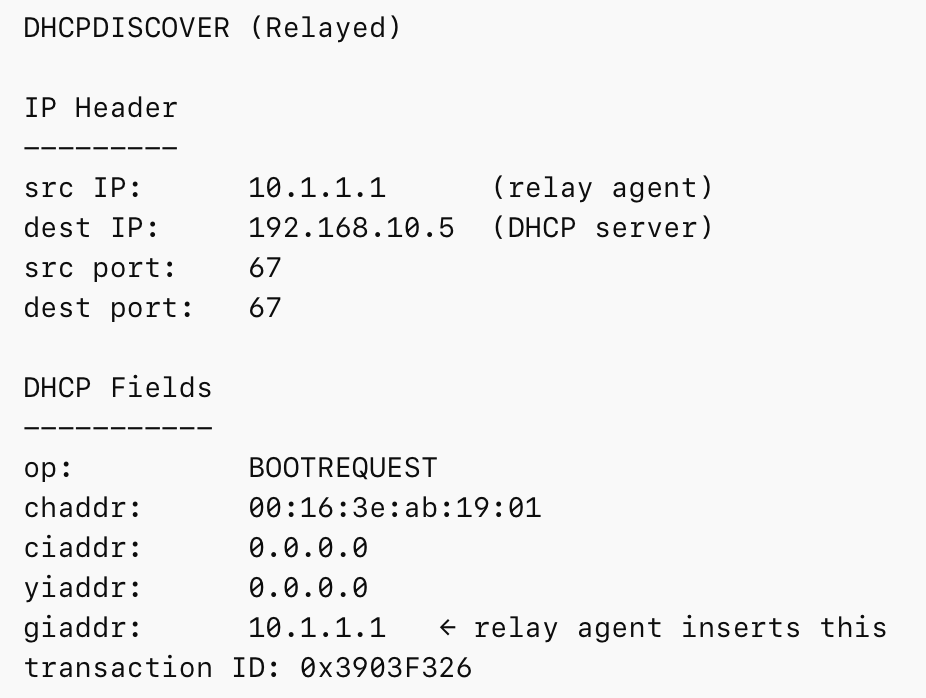 DHCPDISCOVER (Relayed)

IP Header
─────────
src IP:      10.1.1.1      (relay agent)
dest IP:     192.168.10.5  (DHCP server)
src port:    67
dest port:   67

DHCP Fields
───────────
op:          BOOTREQUEST
chaddr:      00:16:3e:ab:19:01
ciaddr:      0.0.0.0
yiaddr:      0.0.0.0
giaddr:      10.1.1.1   ← relay agent inserts this
transaction ID: 0x3903F326